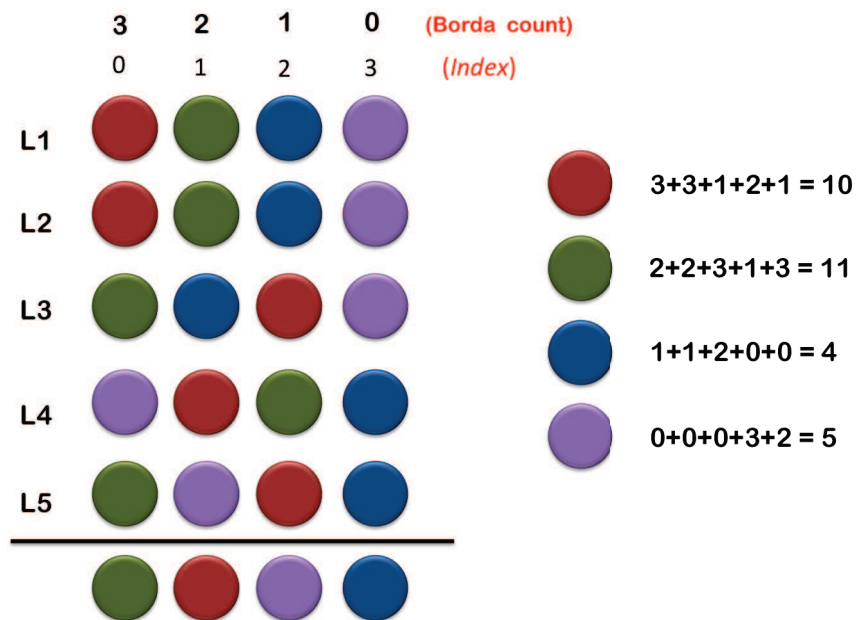 3 2 1 0 (Borda count)
0 1 2 3 (Index)
L1
L2
L3
L4
L5
3+3+1+2+1 = 10
2+2+3+1+3 = 11
1+1+2+0+0 = 4
0+0+0+3+2 = 5